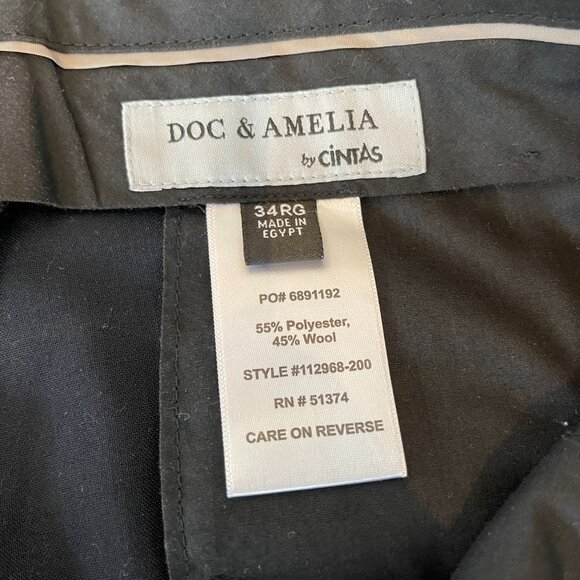 DOC & AMELIA
by CiNTAS
34RG
MADE IN
EGYPT
PO# 6891192
55% Polyester,
45% Wool
STYLE #112968-200
RN # 51374
CARE ON REVERSE